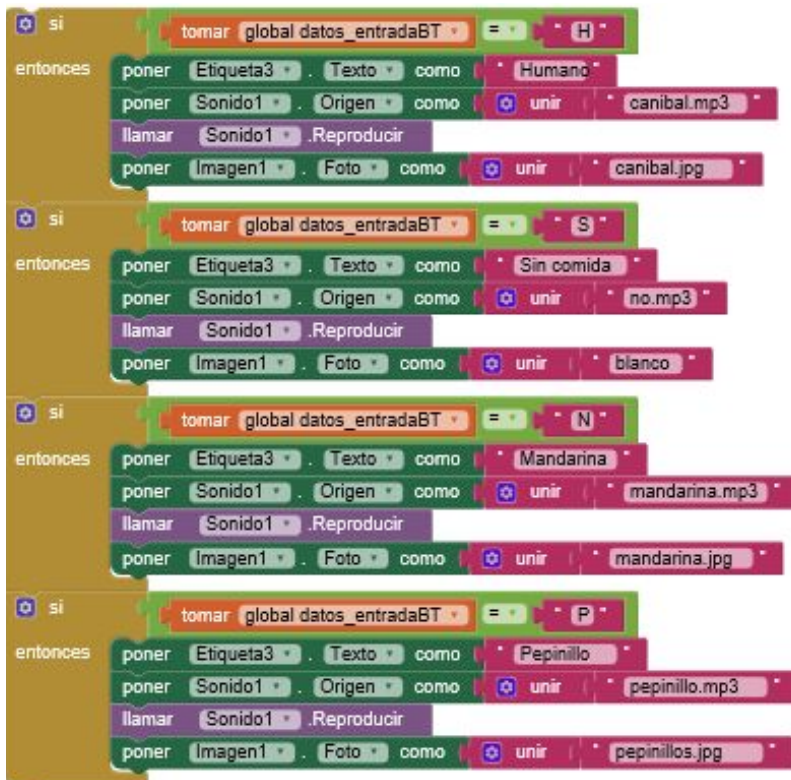 si tomar global datos_entradaBT = " H "
entonces poner Etiqueta3 . Texto como " Humano "
poner Sonido1 . Origen como unir " canibal.mp3 "
llamar Sonido1 .Reproducir
poner Imagen1 . Foto como unir " canibal.jpg "
si tomar global datos_entradaBT = " S "
entonces poner Etiqueta3 . Texto como " Sin comida "
poner Sonido1 . Origen como unir " no.mp3 "
llamar Sonido1 .Reproducir
poner Imagen1 . Foto como unir " blanco "
si tomar global datos_entradaBT = " N "
entonces poner Etiqueta3 . Texto como " Mandarina "
poner Sonido1 . Origen como unir " mandarina.mp3 "
llamar Sonido1 .Reproducir
poner Imagen1 . Foto como unir " mandarina.jpg "
si tomar global datos_entradaBT = " P "
entonces poner Etiqueta3 . Texto como " Pepinillo "
poner Sonido1 . Origen como unir " pepinillo.mp3 "
llamar Sonido1 .Reproducir
poner Imagen1 . Foto como unir " pepinillos.jpg "